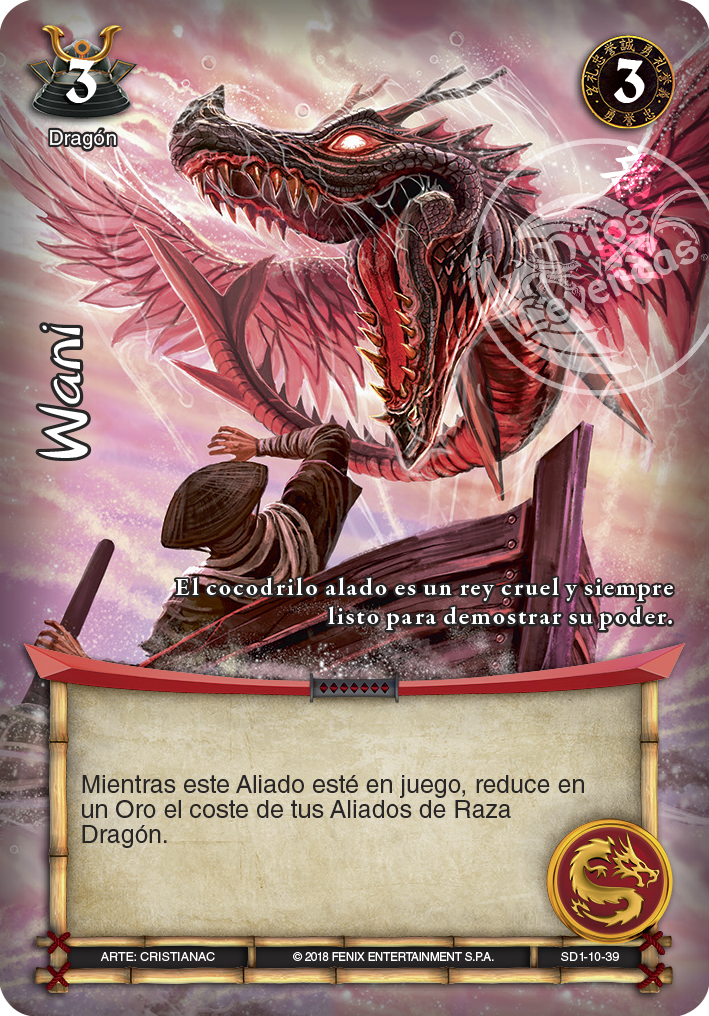 3
3
Dragón
Mitos
y
Leyendas
Wani
El cocodrilo alado es un rey cruel y siempre
listo para demostrar su poder.
Mientras este Aliado esté en juego, reduce en
un Oro el coste de tus Aliados de Raza
Dragón.
ARTE: CRISTIANAC
© 2018 FENIX ENTERTAINMENT S.P.A.
SD1-10-39